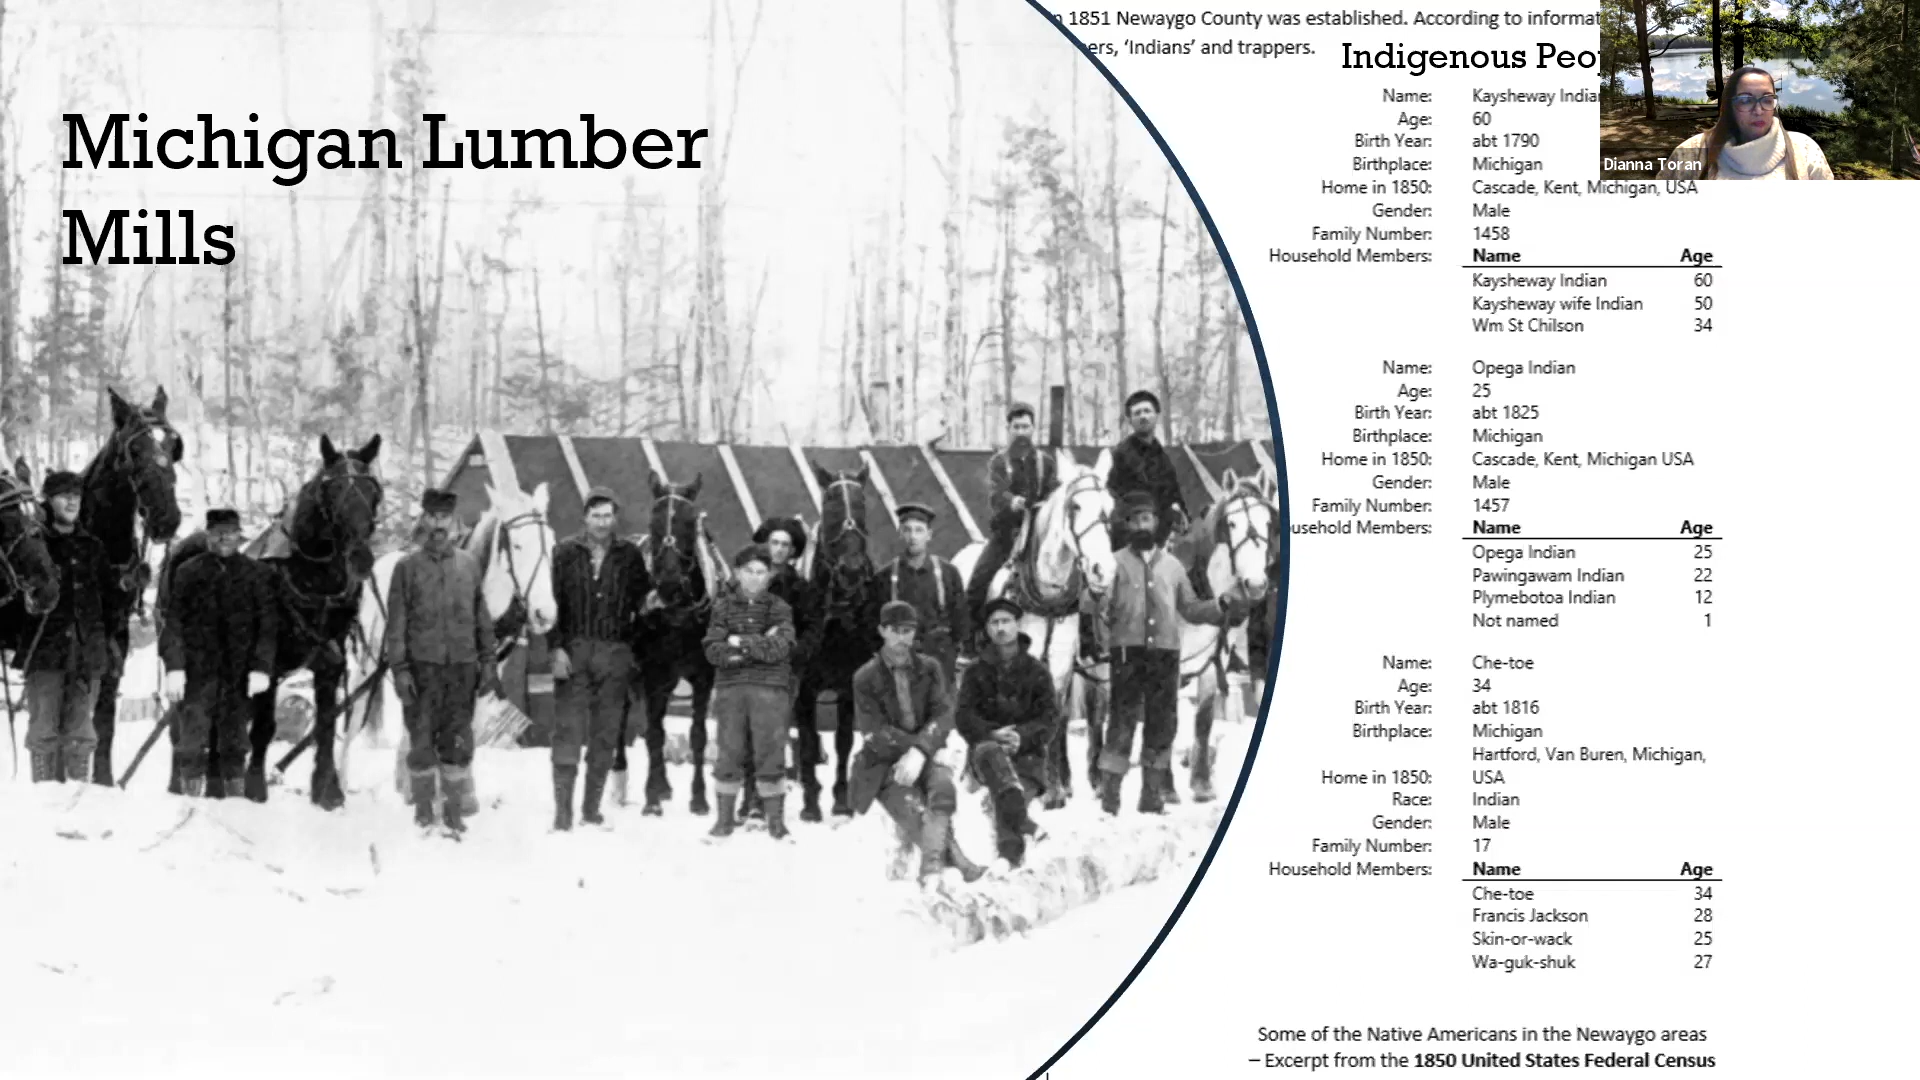 Michigan Lumber
Mills
1851 Newaygo County was established. According to
‘Indians’ and trappers.
Indigenous
Name: Kaysheway
Age: 60
Birth Year: abt 1790
Birthplace: Michigan
Home in 1850: Cascade, Kent, Michigan, USA
Gender: Male
Family Number: 1458
Household Members: Name Age
Kaysheway Indian 60
Kaysheway wife Indian 50
Wm St Chilson 34
Name: Opega Indian
Age: 25
Birth Year: abt 1825
Birthplace: Michigan
Home in 1850: Cascade, Kent, Michigan USA
Gender: Male
Family Number: 1457
Members: Name Age
Opega Indian 25
Pawingawam Indian 22
Plymebotoa Indian 12
Not named 1
Name: Che-toe
Age: 34
Birth Year: abt 1816
Birthplace: Michigan
Hartford, Van Buren, Michigan,
Home in 1850: USA
Race: Indian
Gender: Male
Family Number: 17
Household Members: Name Age
Che-toe 34
Francis Jackson 28
Skin-or-wack 25
Wa-guk-shuk 27
Some of the Native Americans in the Newaygo areas
– Excerpt from the 1850 United States Federal Census
Dianna Toran